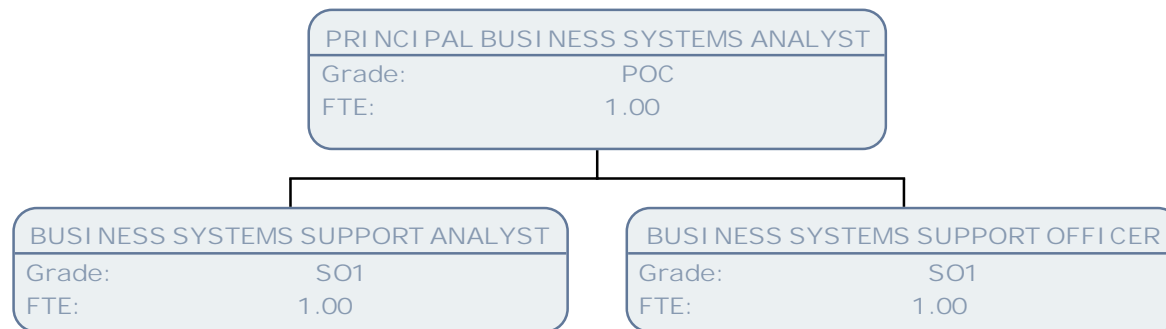 PRINCIPAL BUSINESS SYSTEMS ANALYST
Grade: POC
FTE: 1.00
BUSINESS SYSTEMS SUPPORT ANALYST
Grade: SO1
FTE: 1.00
BUSINESS SYSTEMS SUPPORT OFFICER
Grade: SO1
FTE: 1.00